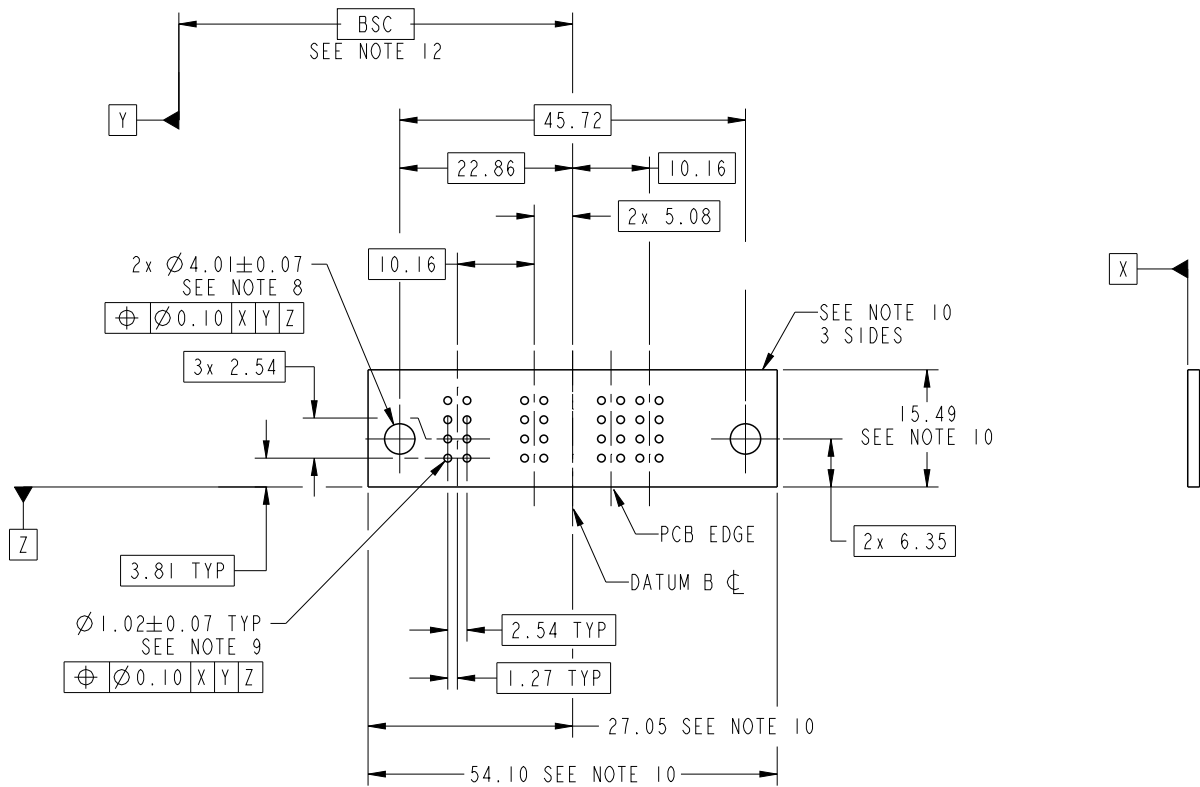 BSC
SEE NOTE 12
Y
45.72
22.86
10.16
2x 5.08
10.16
X
2x Ø4.01±0.07
SEE NOTE 8
⌖ Ø0.10 X Y Z
SEE NOTE 10
3 SIDES
3x 2.54
15.49
SEE NOTE 10
Z
PCB EDGE
2x 6.35
3.81 TYP
DATUM B ℄
Ø1.02±0.07 TYP
SEE NOTE 9
2.54 TYP
⌖ Ø0.10 X Y Z
1.27 TYP
27.05 SEE NOTE 10
54.10 SEE NOTE 10